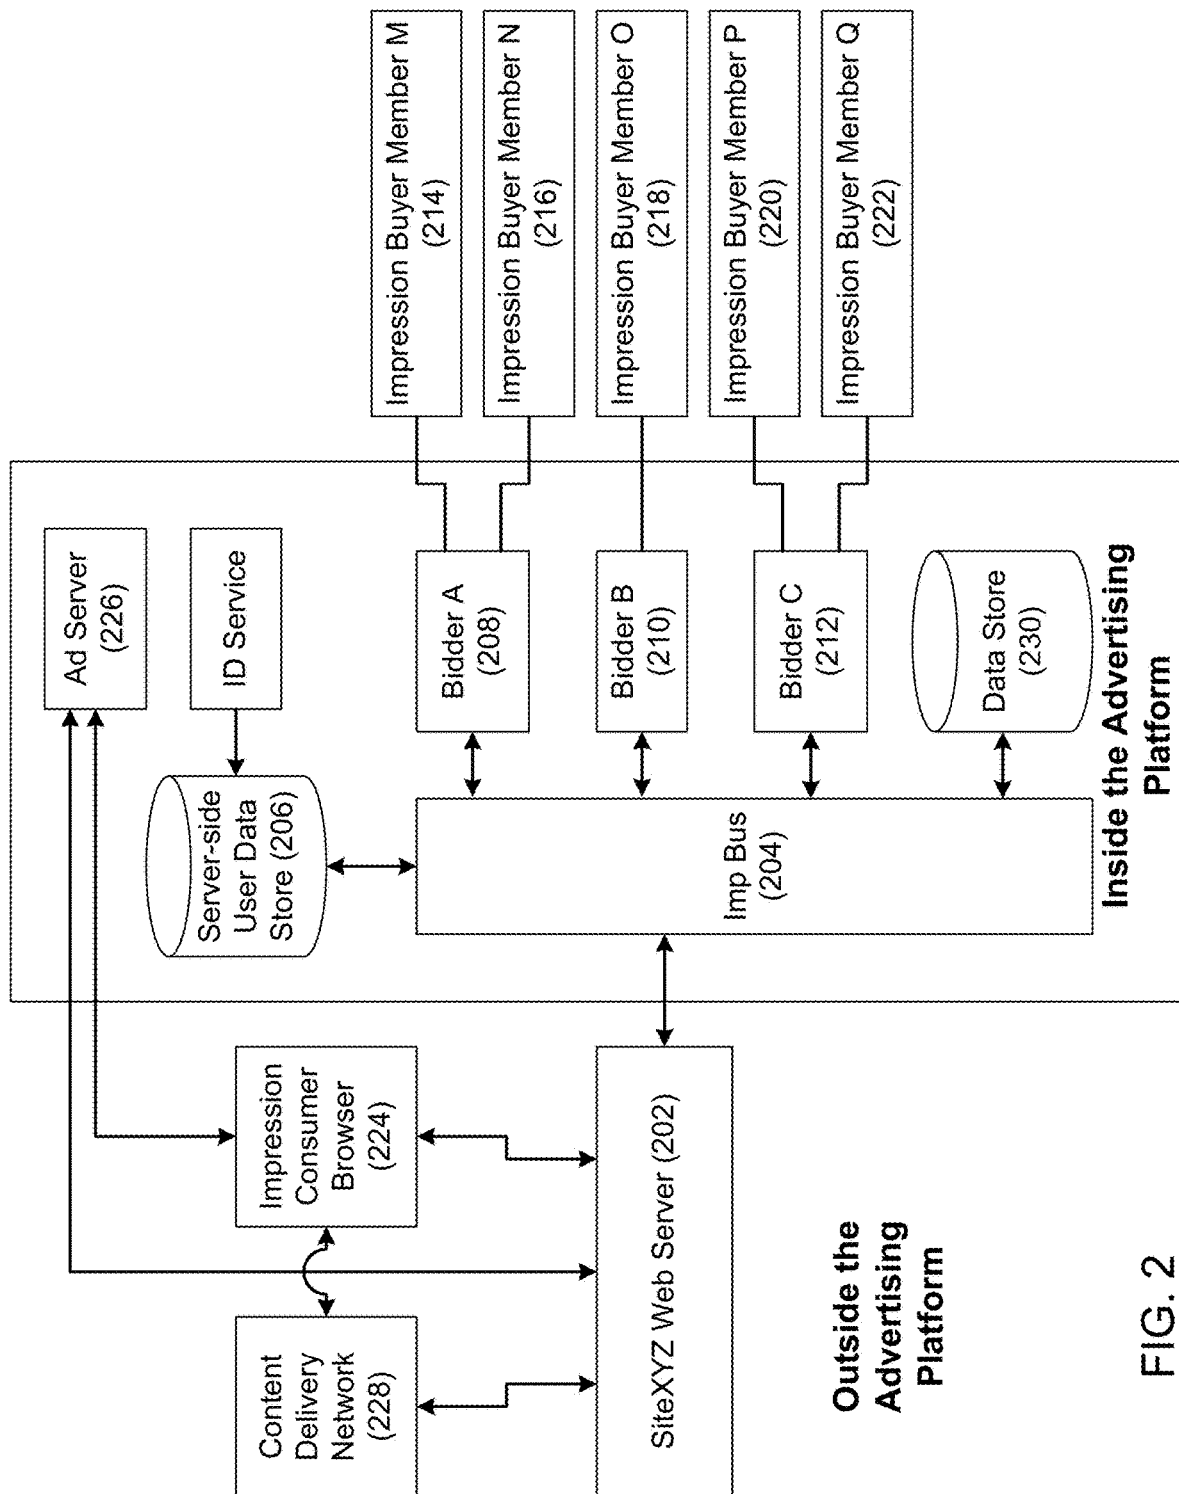 Content
Delivery
Network
(228)
Impression
Consumer
Browser
(224)
SiteXYZ Web Server (202)
Outside the
Advertising
Platform
Ad Server
(226)
ID Service
Server-side
User Data
Store (206)
Imp Bus
(204)
Bidder A
(208)
Bidder B
(210)
Bidder C
(212)
Data Store
(230)
Inside the Advertising
Platform
Impression Buyer Member M
(214)
Impression Buyer Member N
(216)
Impression Buyer Member O
(218)
Impression Buyer Member P
(220)
Impression Buyer Member Q
(222)
FIG. 2